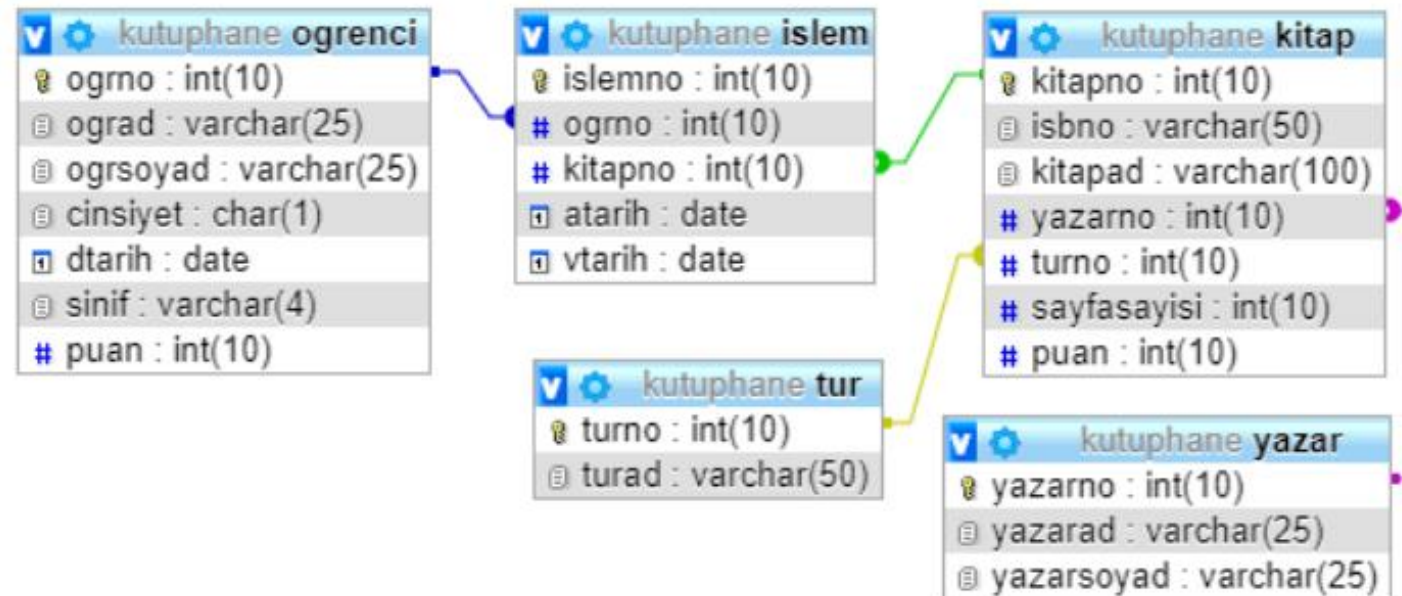 kutuphane ogrenci
ogrno : int(10)
ograd : varchar(25)
ogrsoyad : varchar(25)
cinsiyet : char(1)
dtarih : date
sinif : varchar(4)
puan : int(10)
kutuphane islem
islemno : int(10)
ogrno : int(10)
kitapno : int(10)
atarih : date
vtarih : date
kutuphane kitap
kitapno : int(10)
isbno : varchar(50)
kitapad : varchar(100)
yazarno : int(10)
turno : int(10)
sayfasayisi : int(10)
puan : int(10)
kutuphane tur
turno : int(10)
turad : varchar(50)
kutuphane yazar
yazarno : int(10)
yazarad : varchar(25)
yazarsoyad : varchar(25)